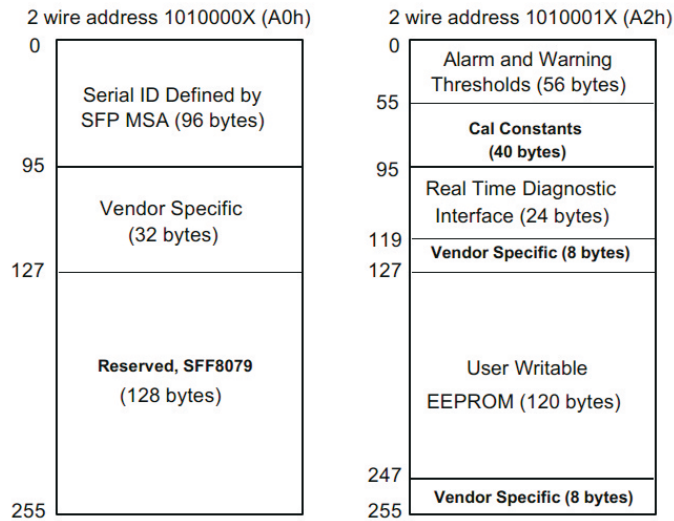 2 wire address 1010000X (A0h)
0
Serial ID Defined by
SFP MSA (96 bytes)
95
Vendor Specific
(32 bytes)
127
Reserved, SFF8079
(128 bytes)
255
2 wire address 1010001X (A2h)
0
Alarm and Warning
Thresholds (56 bytes)
55
Cal Constants
(40 bytes)
95
Real Time Diagnostic
Interface (24 bytes)
119
Vendor Specific (8 bytes)
127
User Writable
EEPROM (120 bytes)
247
Vendor Specific (8 bytes)
255